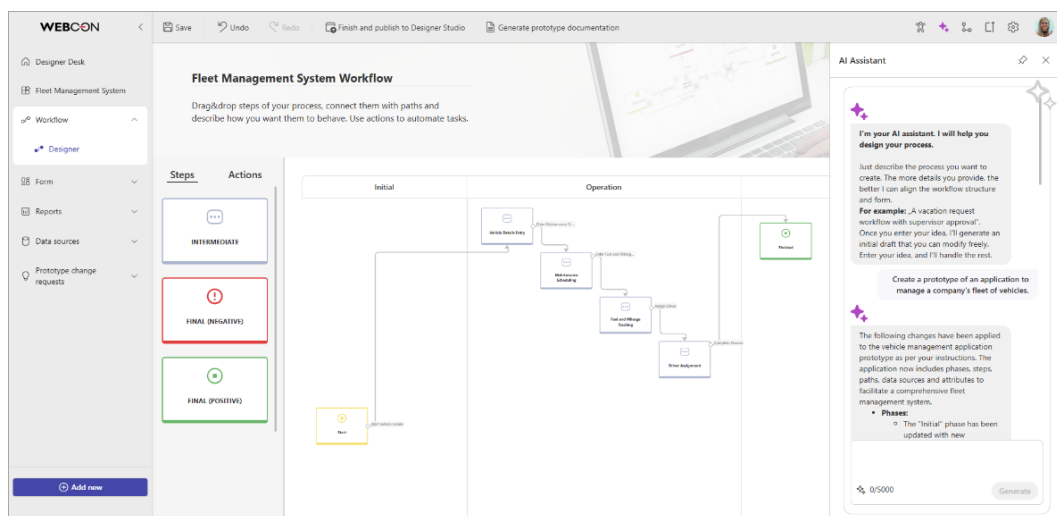 WEBCON
Save
Undo
Redo
Finish and publish to Designer Studio
Generate prototype documentation
Designer Desk
Fleet Management System
Workflow
Designer
Form
Reports
Data sources
Prototype change
requests
Add new
Fleet Management System Workflow
Drag&drop steps of your process, connect them with paths and
describe how you want them to behave. Use actions to automate tasks.
Steps
Actions
INTERMEDIATE
FINAL (NEGATIVE)
FINAL (POSITIVE)
Initial
Operation
Start
Vehicle Details Entry
Maintenance
Scheduling
Fuel and Mileage
Tracking
Assign Driver
Driver Assignment
Complete Process
Finished
AI Assistant
I'm your AI assistant. I will help you
design your process.
Just describe the process you want to
create. The more details you provide, the
better I can align the workflow structure
and form.
For example: „A vacation request
workflow with supervisor approval".
Once you enter your idea, I'll generate an
initial draft that you can modify freely.
Enter your idea, and I'll handle the rest.
Create a prototype of an application to
manage a company's fleet of vehicles.
The following changes have been applied
to the vehicle management application
prototype as per your instructions. The
application now includes phases, steps,
paths, data sources and attributes to
facilitate a comprehensive fleet
management system.
• Phases:
○ The "Initial" phase has been
updated with new
0/5000
Generate